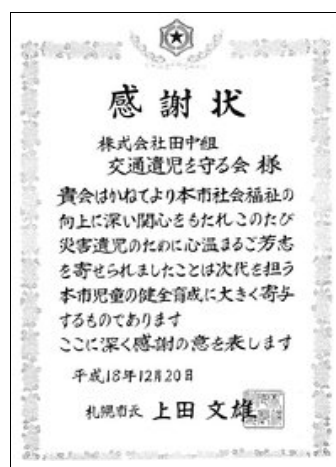 感謝状
株式会社田中組
交通遺児を守る会 様
貴会はかねてより本市社会福祉の
向上に深い関心をもたれこのたび
災害遺児のために心温まるご芳志
を寄せられましたことは次代を担う
本市児童の健全育成に大きく寄与
するものであります
ここに深く感謝の意を表します
平成18年12月20日
札幌市長 上田 文雄